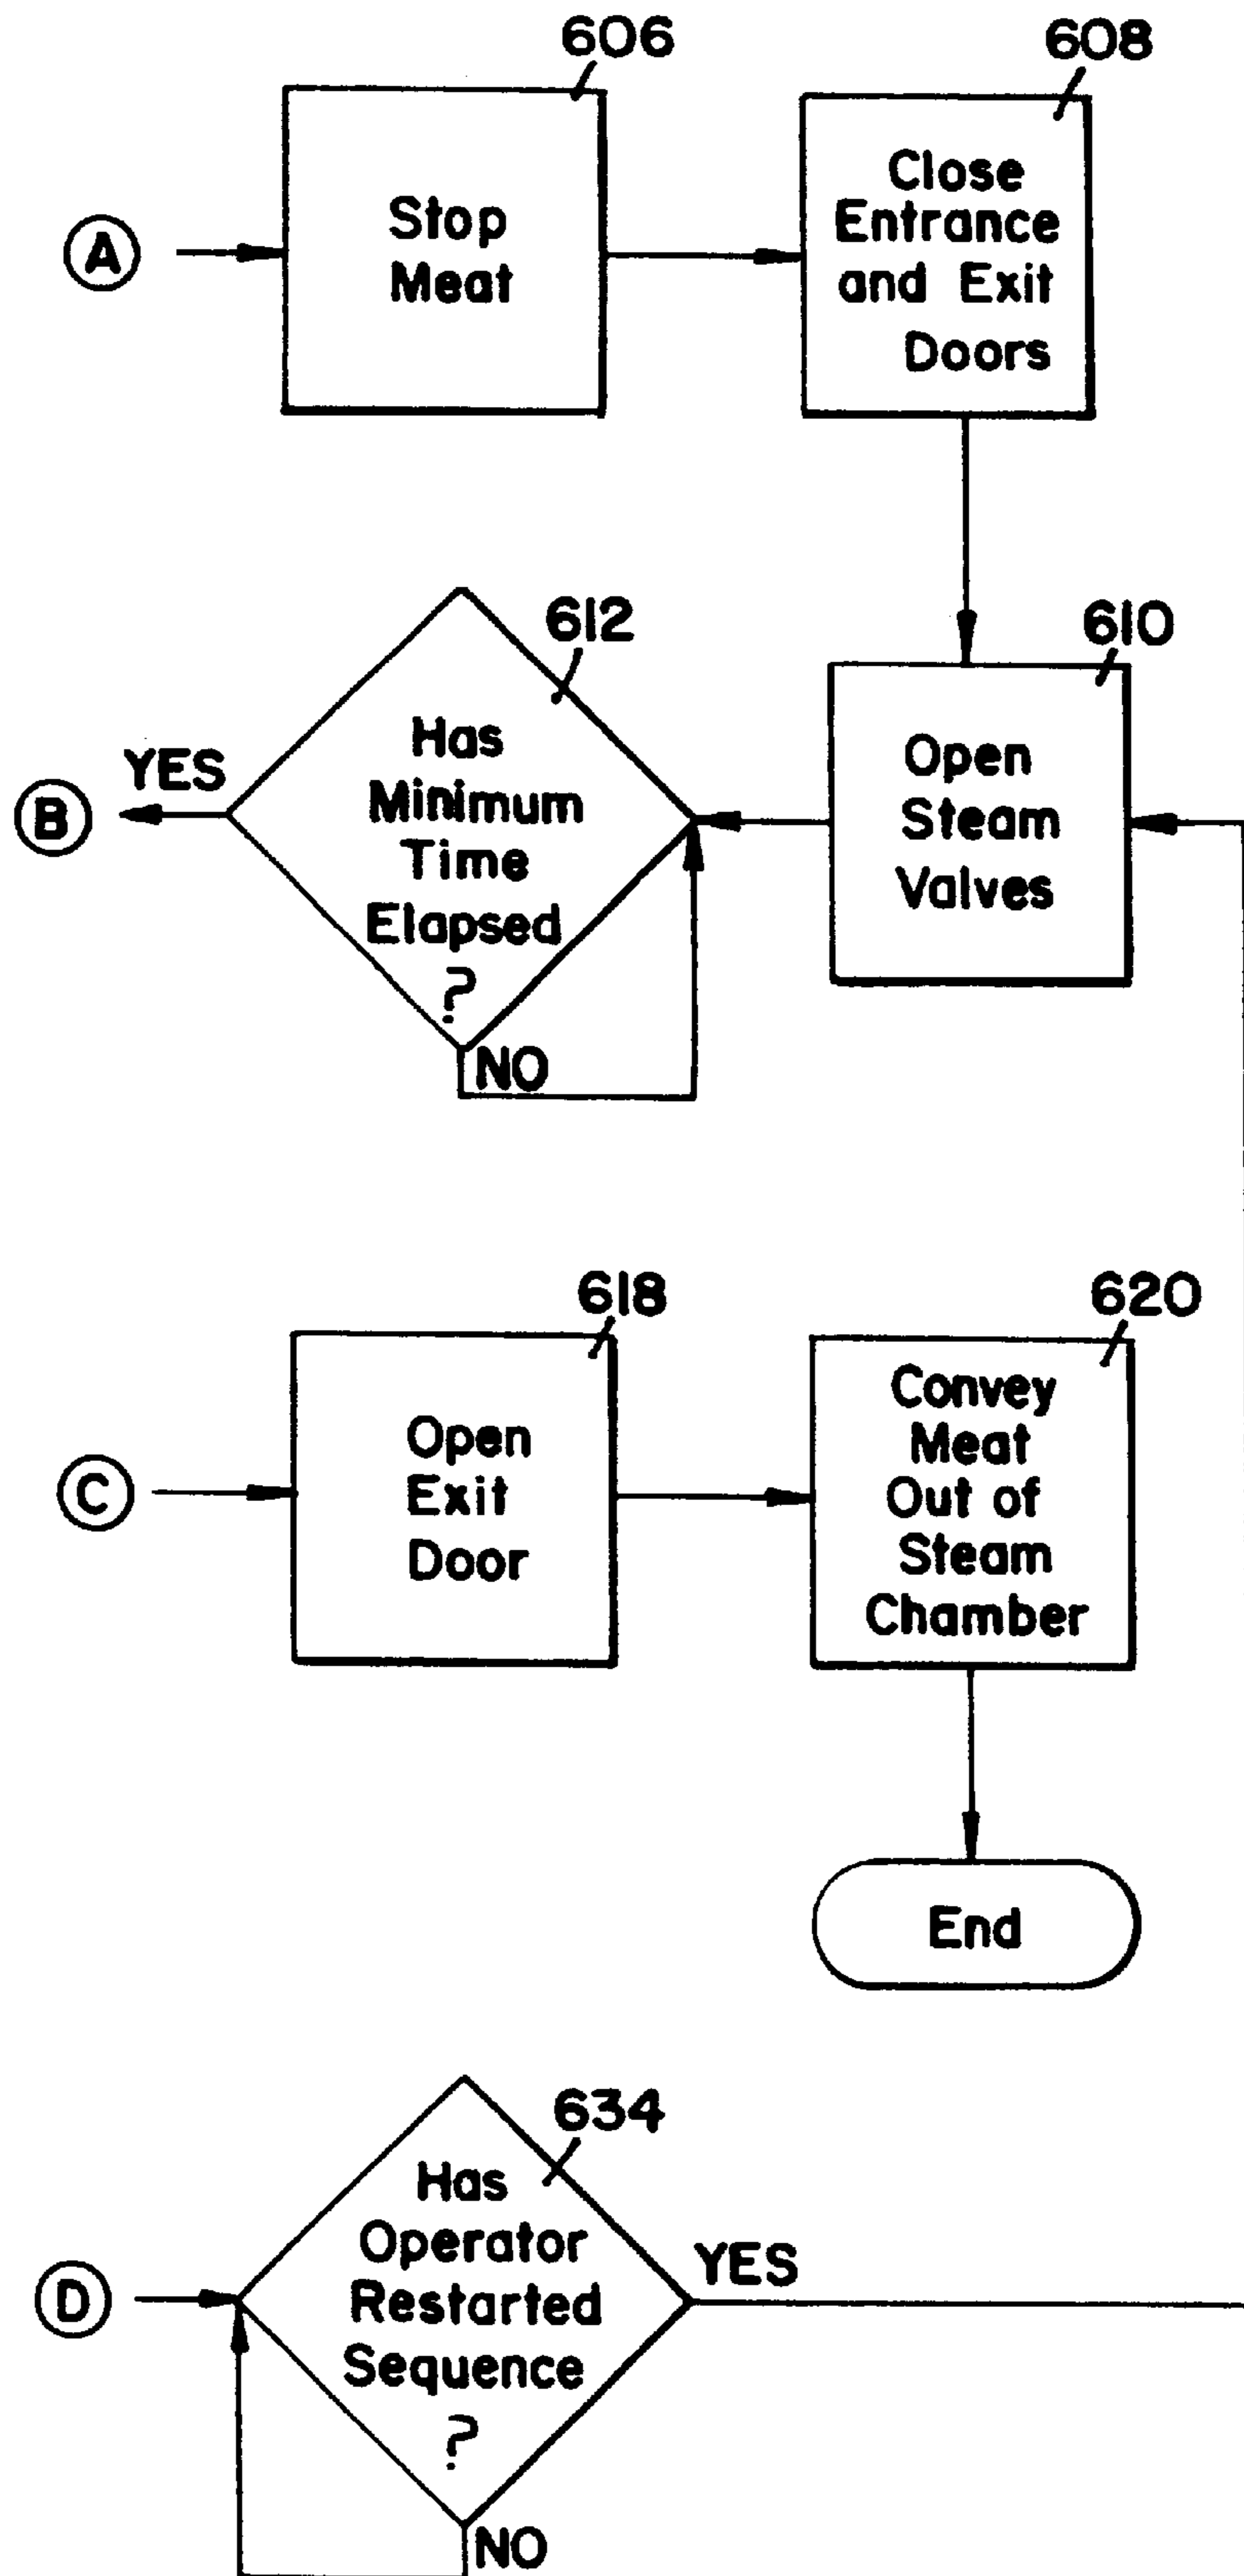 606
608
A
Stop
Meat
Close
Entrance
and Exit
Doors
612
610
B
YES
Has
Minimum
Time
Elapsed
?
NO
Open
Steam
Valves
618
620
C
Open
Exit
Door
Convey
Meat
Out of
Steam
Chamber
End
634
D
Has
Operator
Restarted
Sequence
?
YES
NO